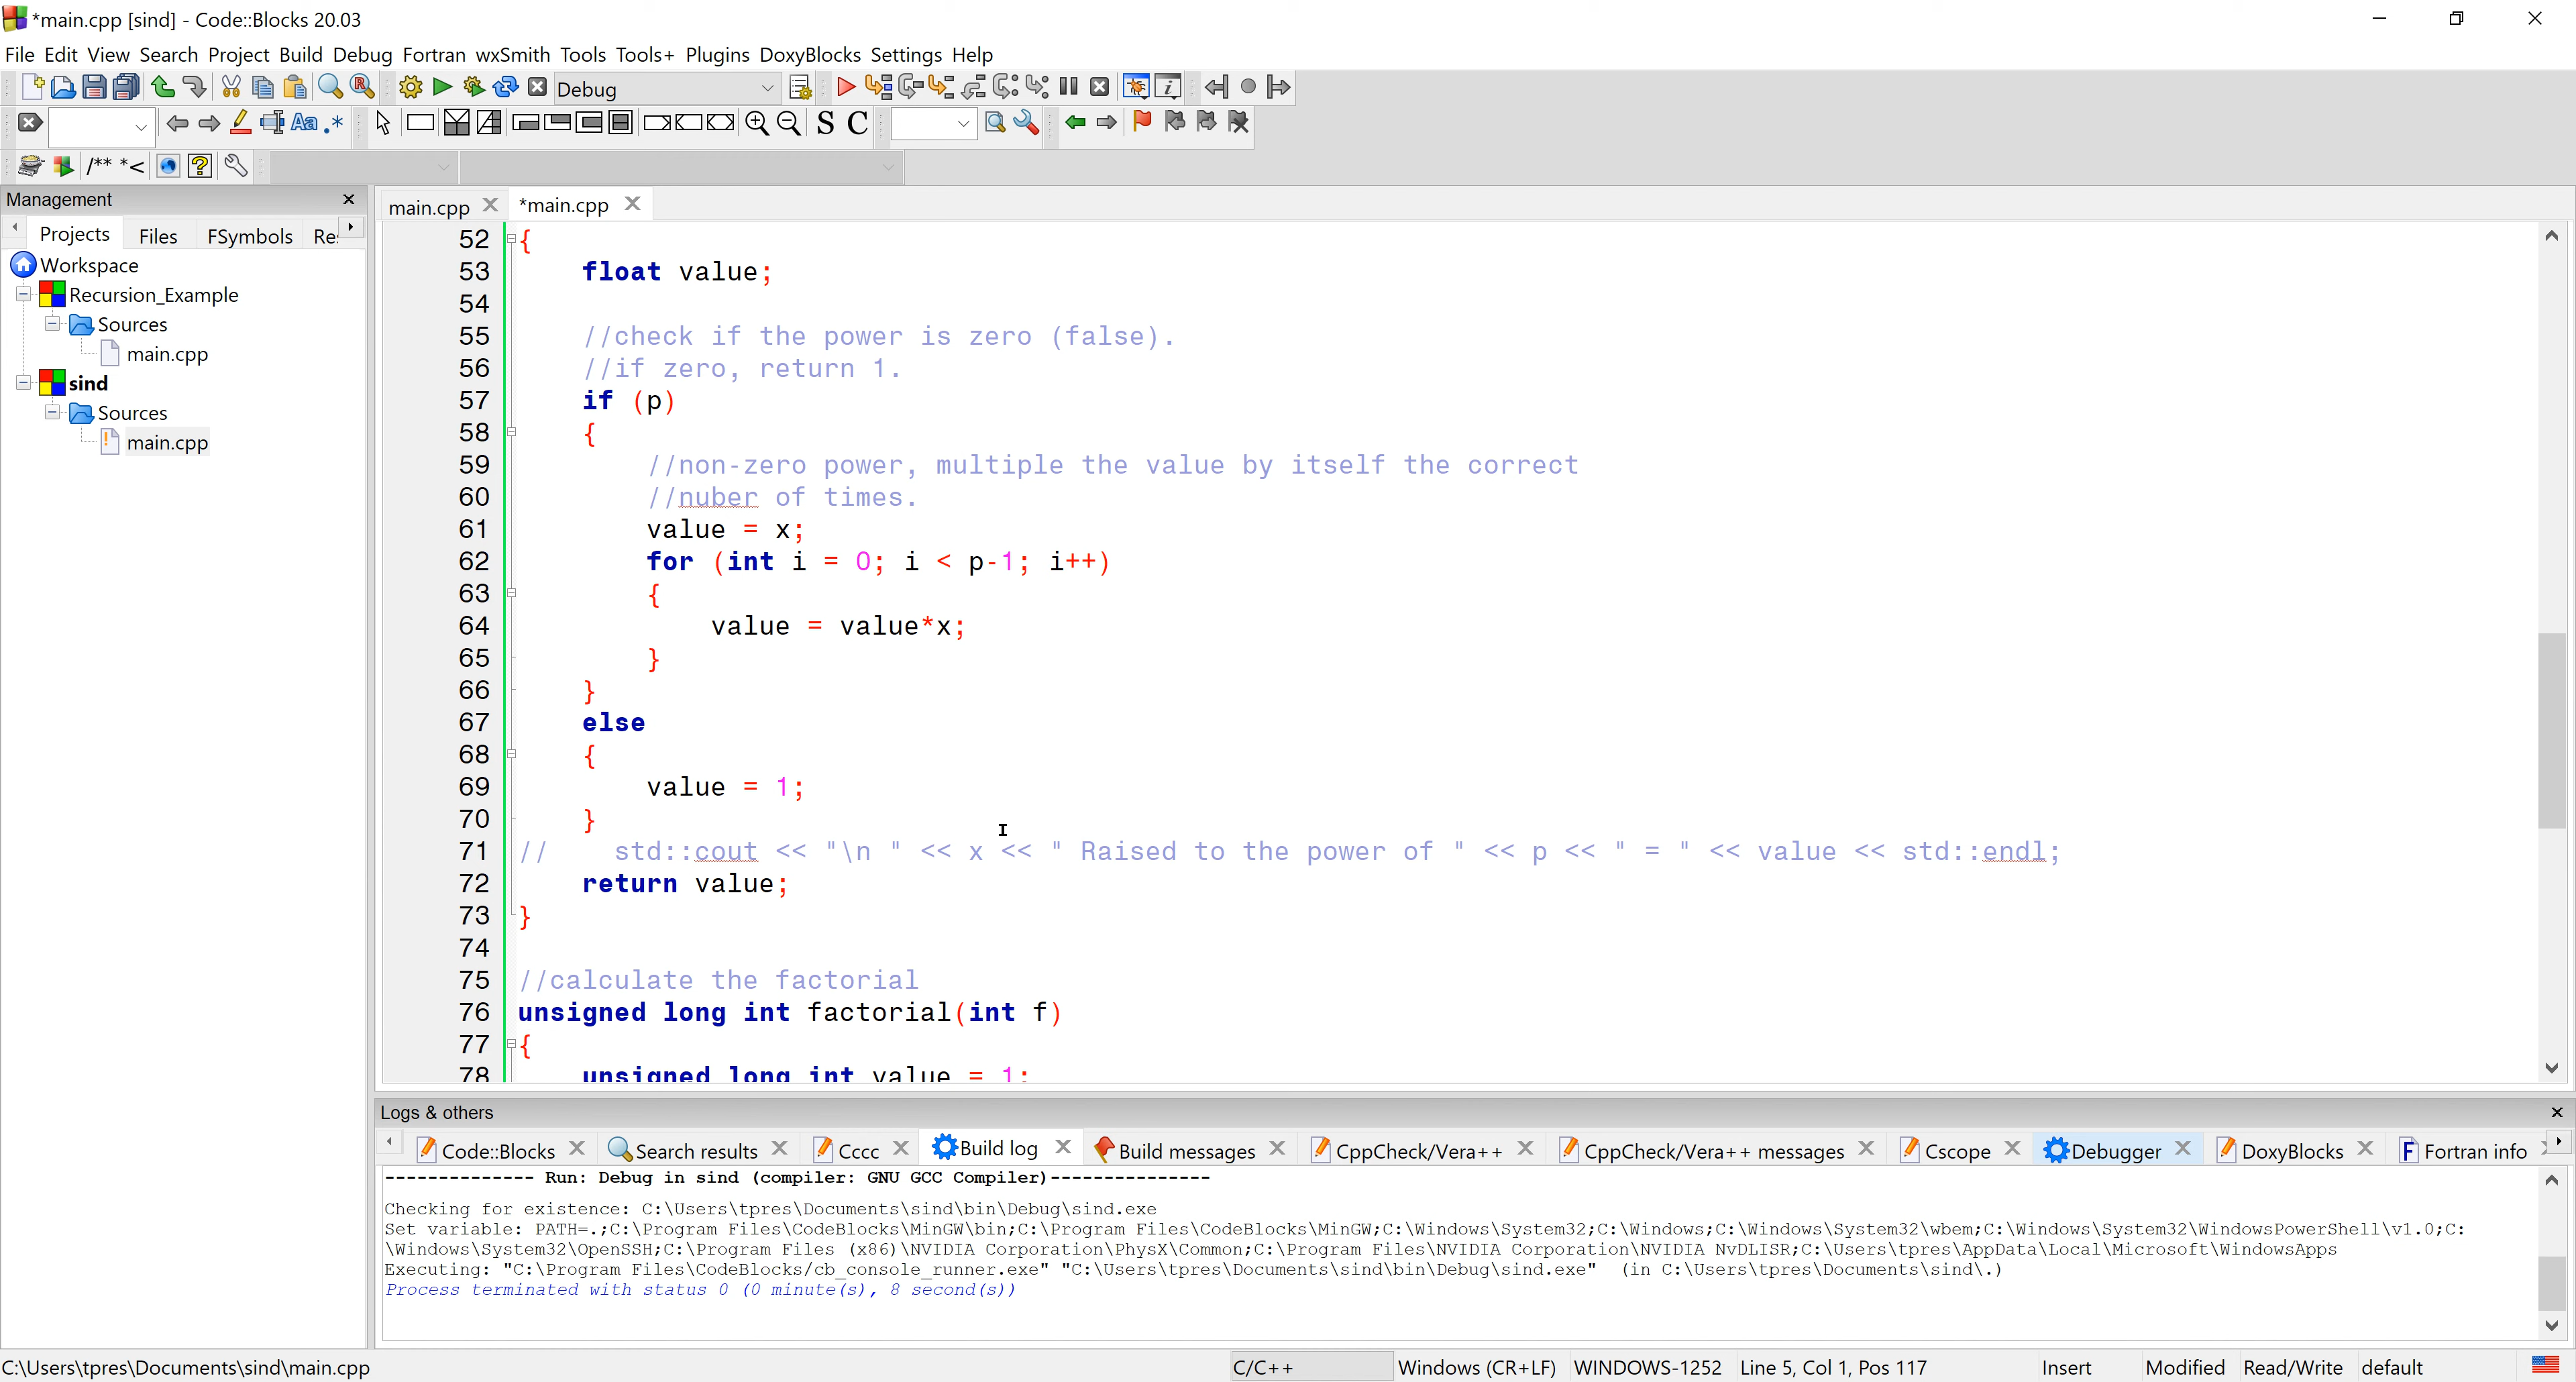 *main.cpp [sind] - Code::Blocks 20.03
File Edit View Search Project Build Debug Fortran wxSmith Tools Tools+ Plugins DoxyBlocks Settings Help
Debug
Aa .* S C
/** *<
Management
Projects Files FSymbols Re
Workspace
Recursion_Example
Sources
main.cpp
sind
Sources
main.cpp
main.cpp *main.cpp
52 {
53 float value;
54
55 //check if the power is zero (false).
56 //if zero, return 1.
57 if (p)
58 {
59 //non-zero power, multiple the value by itself the correct
60 //nuber of times.
61 value = x;
62 for (int i = 0; i < p-1; i++)
63 {
64 value = value*x;
65 }
66 }
67 else
68 {
69 value = 1;
70 }
71 // std::cout << "\n " << x << " Raised to the power of " << p << " = " << value << std::endl;
72 return value;
73 }
74
75 //calculate the factorial
76 unsigned long int factorial(int f)
77 {
78 unsigned long int value = 1;
Logs & others
Code::Blocks Search results Cccc Build log Build messages CppCheck/Vera++ CppCheck/Vera++ messages Cscope Debugger DoxyBlocks Fortran info
-------------- Run: Debug in sind (compiler: GNU GCC Compiler)---------------
Checking for existence: C:\Users\tpres\Documents\sind\bin\Debug\sind.exe
Set variable: PATH=.;C:\Program Files\CodeBlocks\MinGW\bin;C:\Program Files\CodeBlocks\MinGW;C:\Windows\System32;C:\Windows;C:\Windows\System32\wbem;C:\Windows\System32\WindowsPowerShell\v1.0;C:
\Windows\System32\OpenSSH;C:\Program Files (x86)\NVIDIA Corporation\PhysX\Common;C:\Program Files\NVIDIA Corporation\NVIDIA NvDLISR;C:\Users\tpres\AppData\Local\Microsoft\WindowsApps
Executing: "C:\Program Files\CodeBlocks/cb_console_runner.exe" "C:\Users\tpres\Documents\sind\bin\Debug\sind.exe" (in C:\Users\tpres\Documents\sind\.)
Process terminated with status 0 (0 minute(s), 8 second(s))
C:\Users\tpres\Documents\sind\main.cpp C/C++ Windows (CR+LF) WINDOWS-1252 Line 5, Col 1, Pos 117 Insert Modified Read/Write default